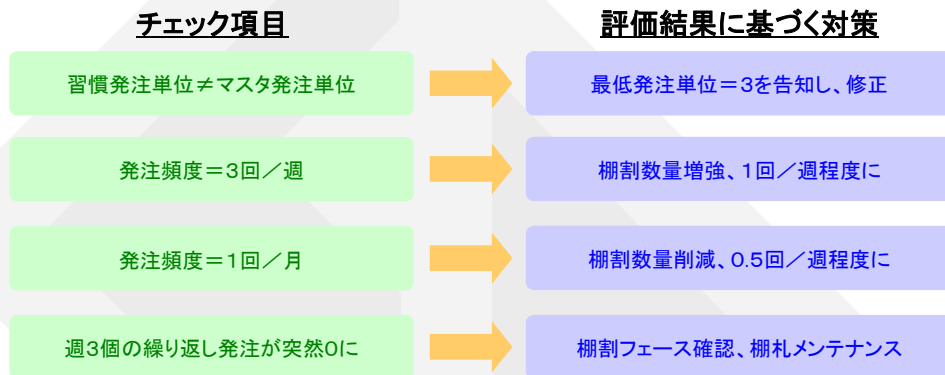 チェック項目 評価結果に基づく対策
習慣発注単位≠マスタ発注単位 最低発注単位＝3を告知し、修正
発注頻度＝3回／週 棚割数量増強、1回／週程度に
発注頻度＝1回／月 棚割数量削減、0.5回／週程度に
週3個の繰り返し発注が突然0に 棚割フェース確認、棚札メンテナンス